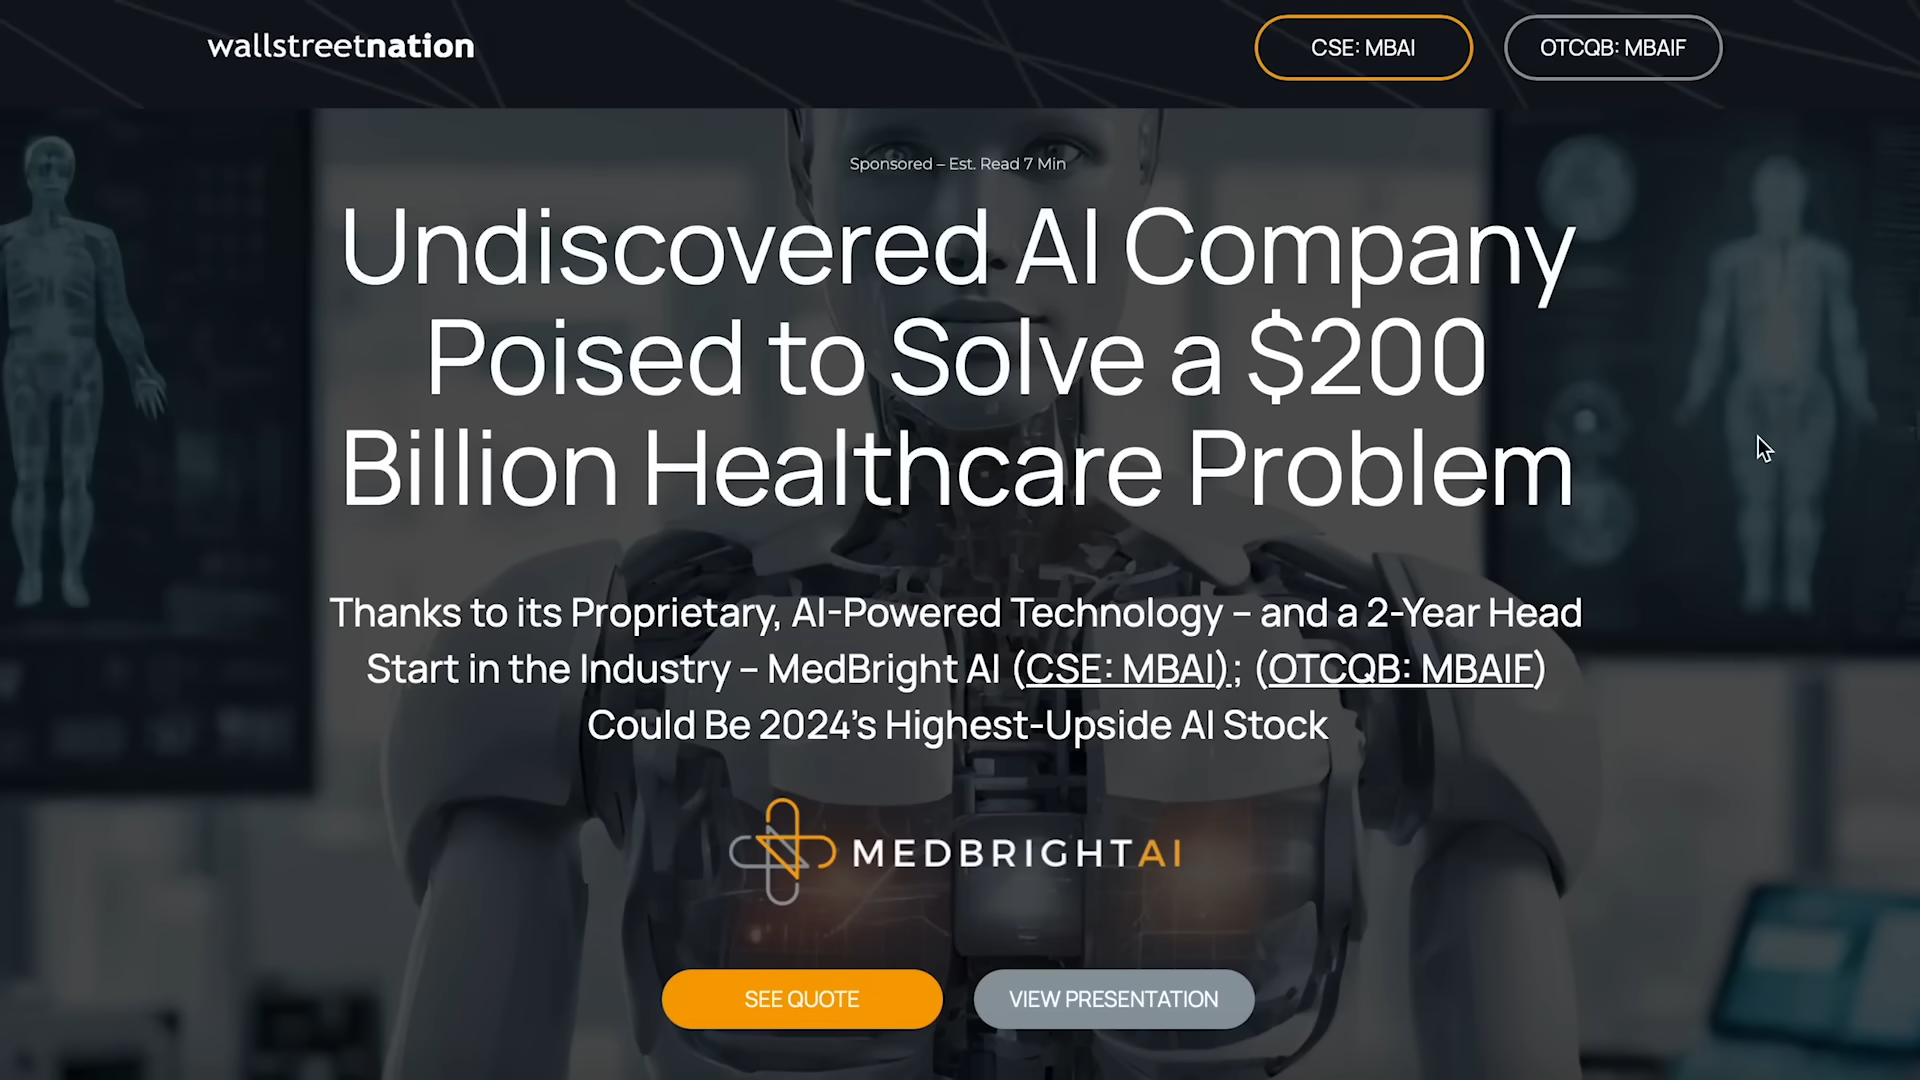 wallstreetnation
CSE: MBAI
OTCQB: MBAIF
Sponsored – Est. Read 7 Min
Undiscovered AI Company
Poised to Solve a $200
Billion Healthcare Problem
Thanks to its Proprietary, AI-Powered Technology – and a 2-Year Head
Start in the Industry – MedBright AI (CSE: MBAI); (OTCQB: MBAIF)
Could Be 2024’s Highest-Upside AI Stock
MEDBRIGHTAI
SEE QUOTE
VIEW PRESENTATION